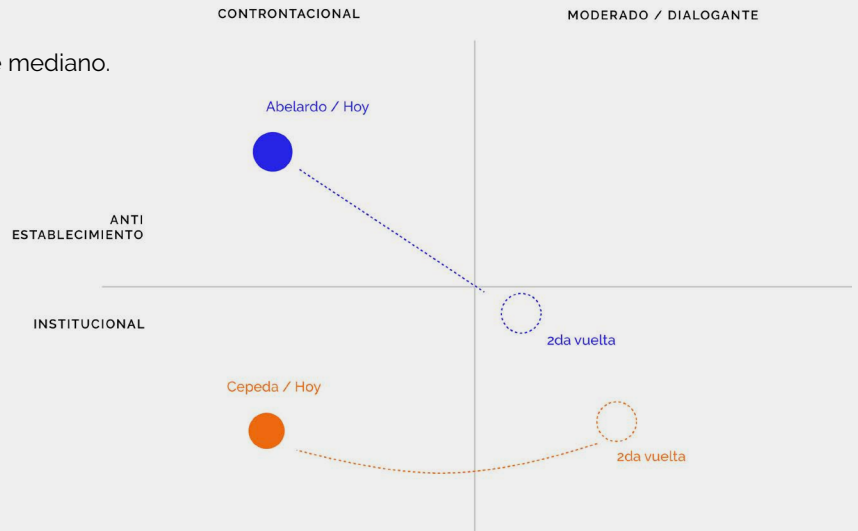 CONTRONTACIONAL
MODERADO / DIALOGANTE
mediano.
Abelardo / Hoy
ANTI
ESTABLECIMIENTO
INSTITUCIONAL
2da vuelta
Cepeda / Hoy
2da vuelta